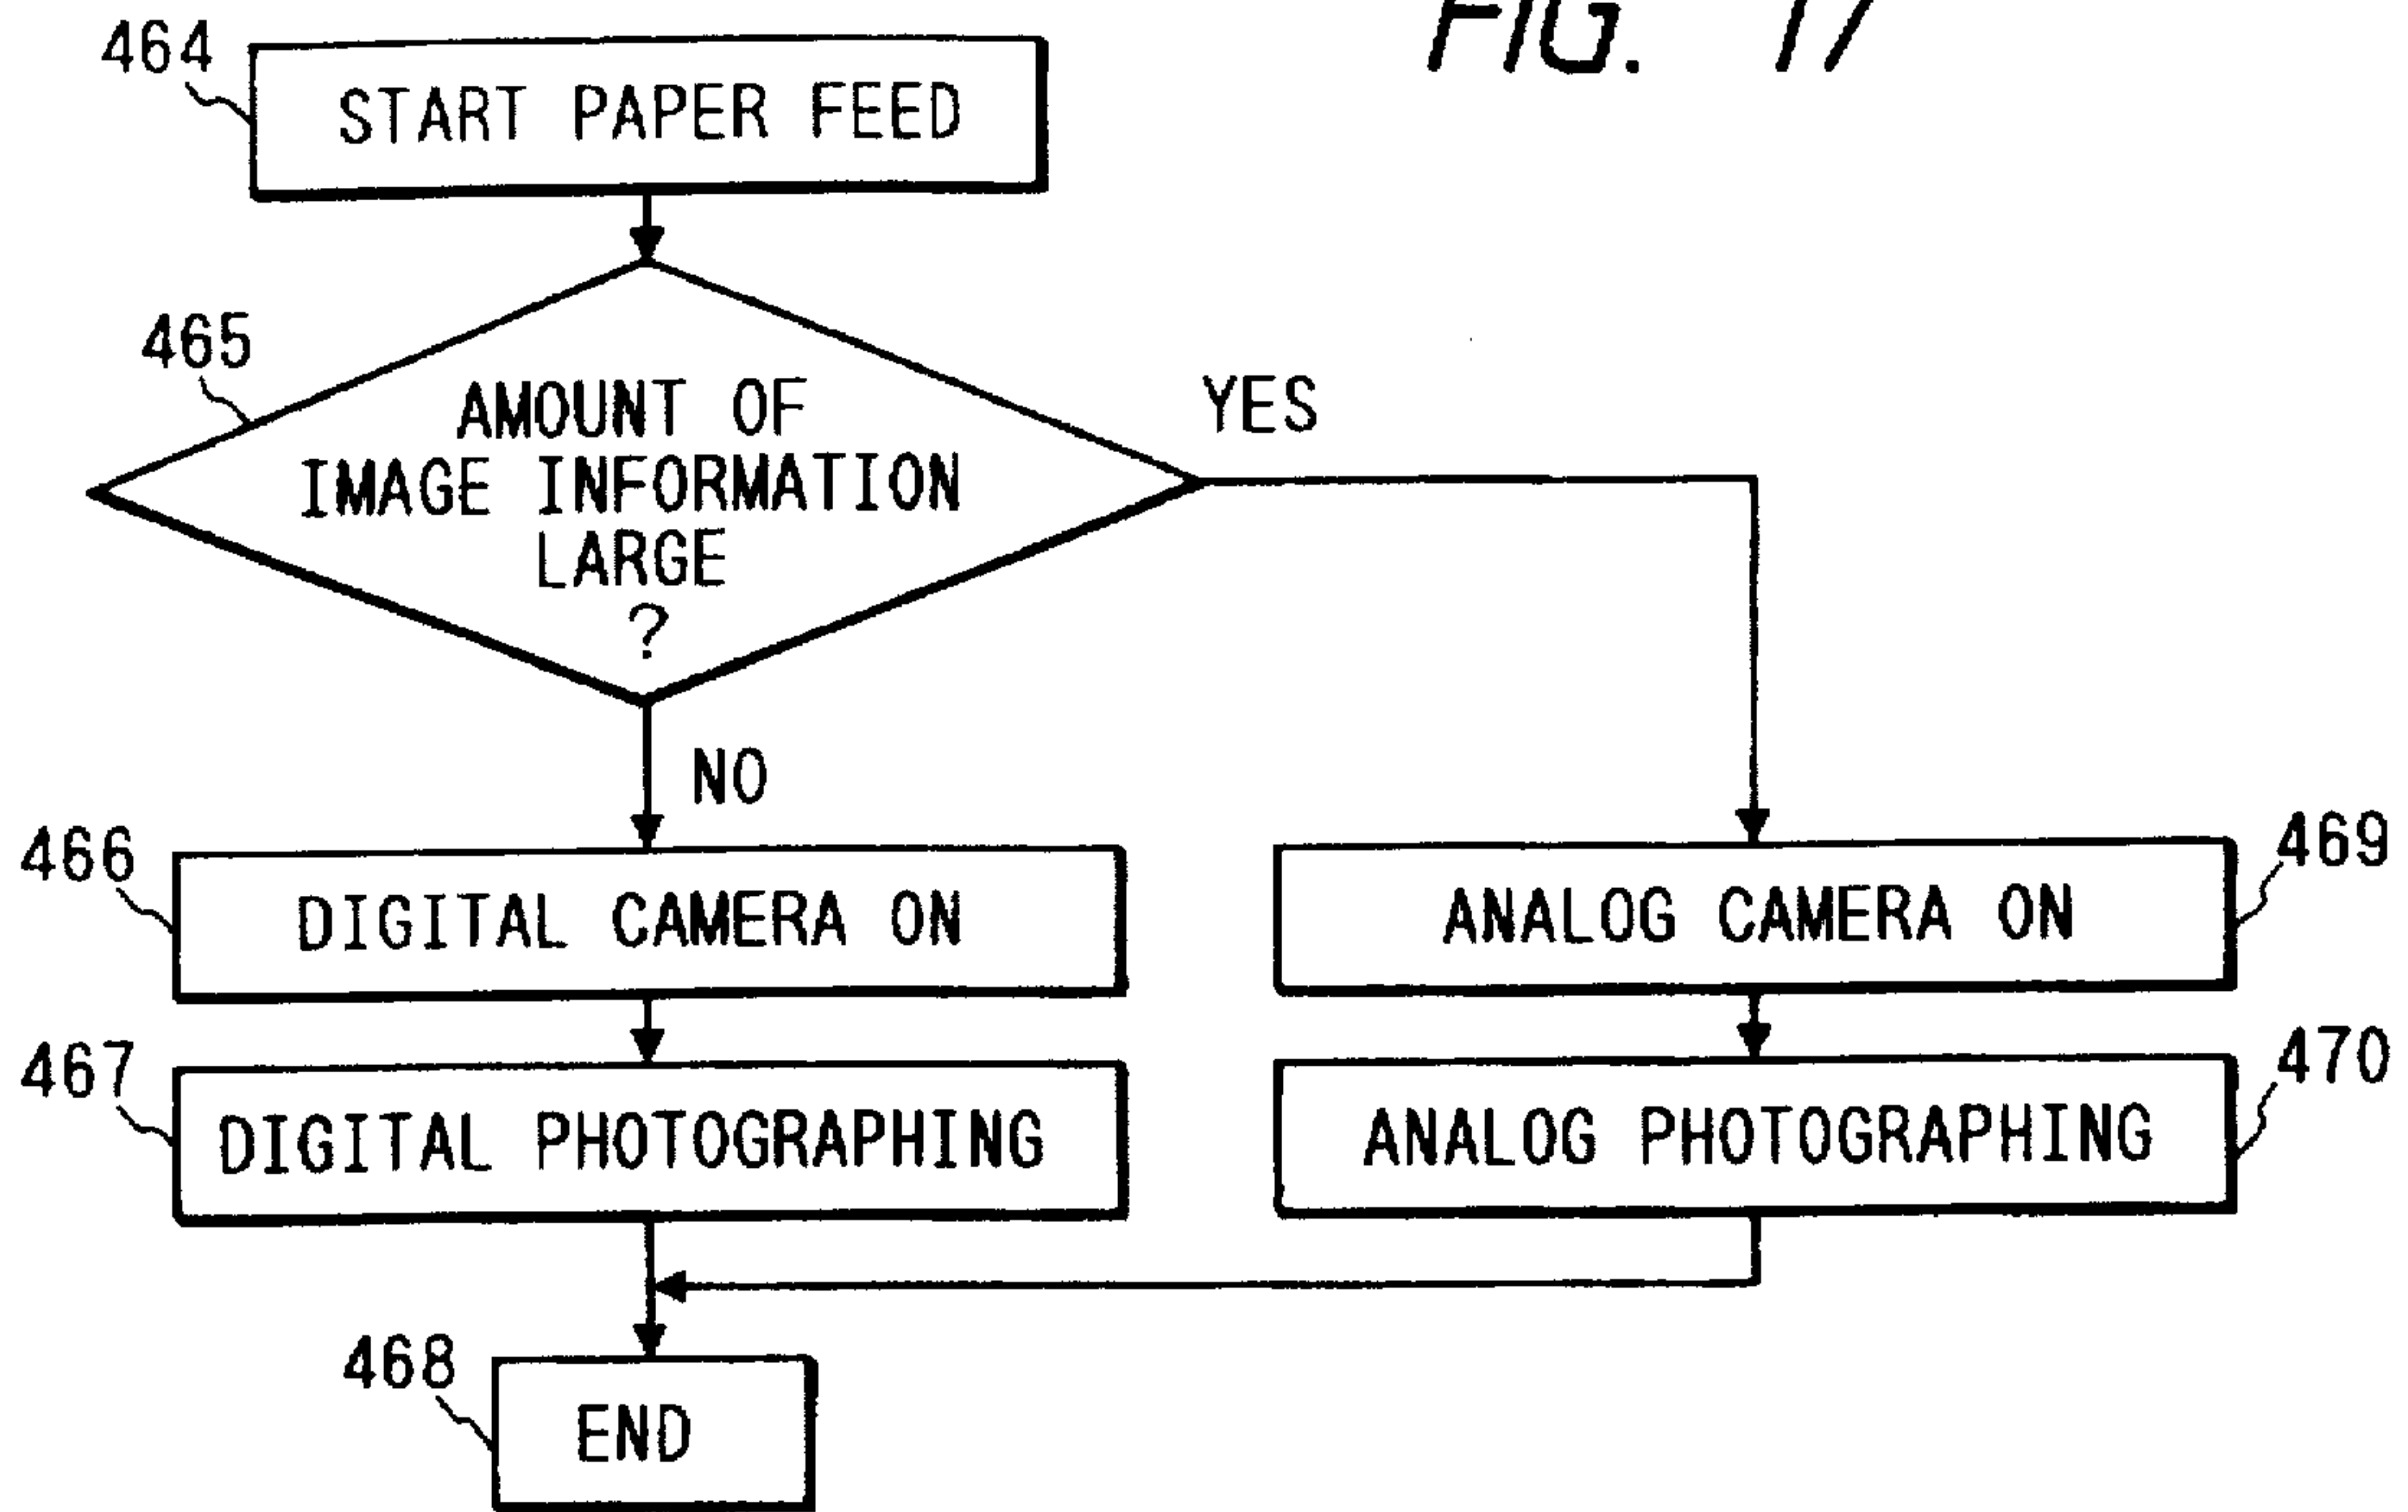 FIG. 17
464
START PAPER FEED
465
AMOUNT OF
IMAGE INFORMATION
LARGE
?
YES
NO
466
DIGITAL CAMERA ON
469
ANALOG CAMERA ON
467
DIGITAL PHOTOGRAPHING
470
ANALOG PHOTOGRAPHING
468
END